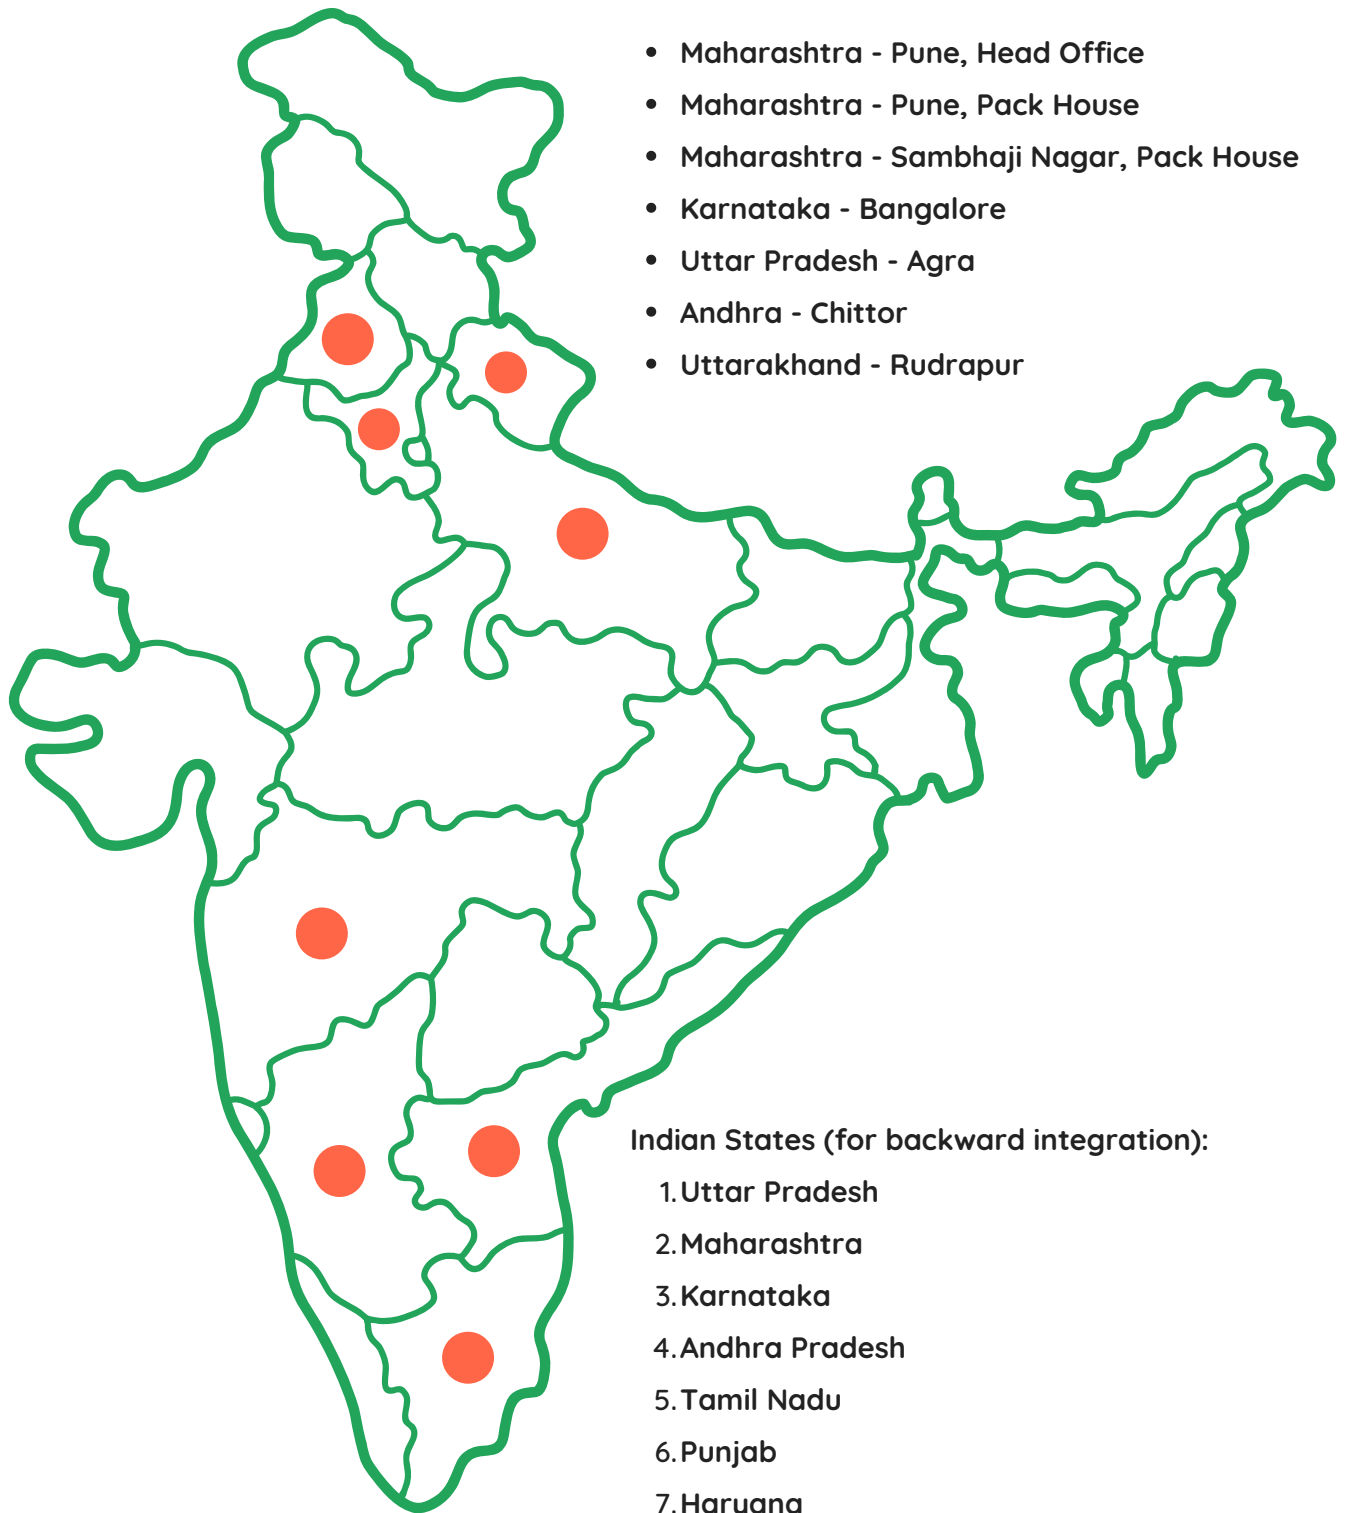 • Maharashtra - Pune, Head Office
• Maharashtra - Pune, Pack House
• Maharashtra - Sambhaji Nagar, Pack House
• Karnataka - Bangalore
• Uttar Pradesh - Agra
• Andhra - Chittor
• Uttarakhand - Rudrapur
Indian States (for backward integration):
1. Uttar Pradesh
2. Maharashtra
3. Karnataka
4. Andhra Pradesh
5. Tamil Nadu
6. Punjab
7. Haryana